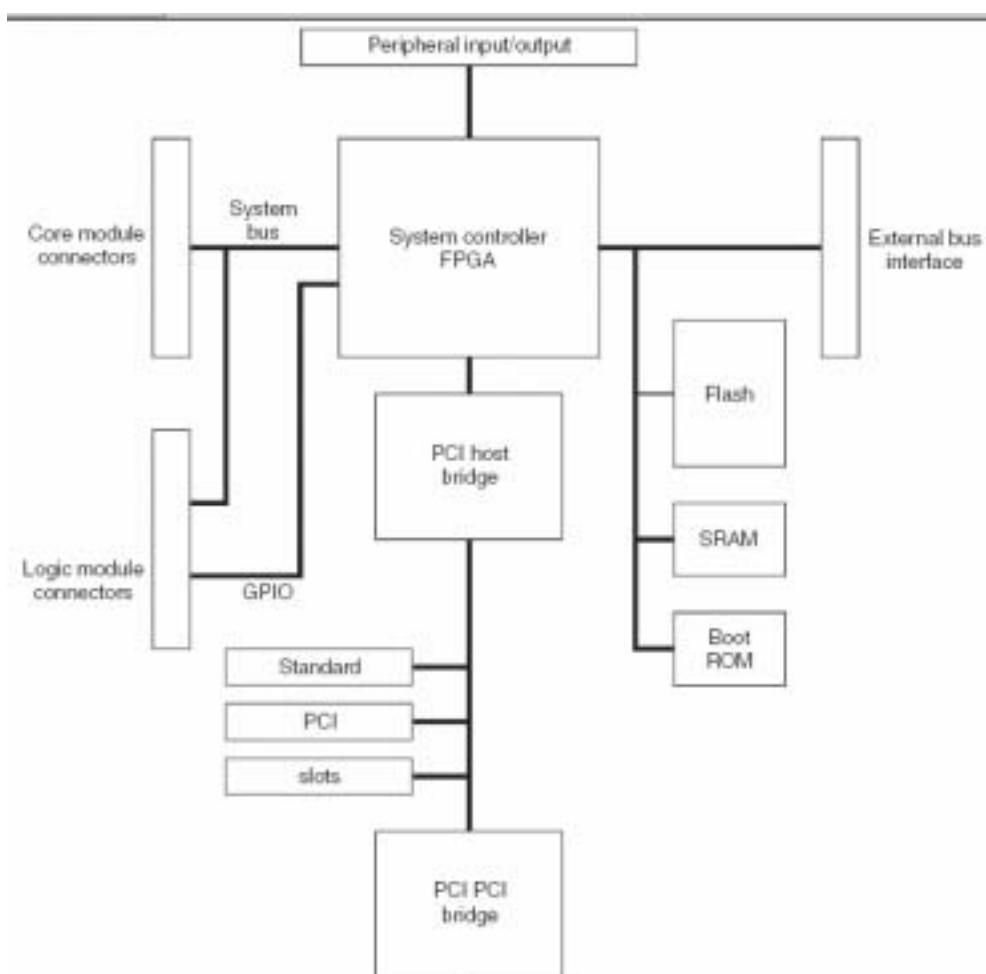 Peripheral input/output
System
bus
Core module
connectors
System controller
FPGA
External bus
interface
Flash
PCI host
bridge
SRAM
Logic module
connectors
GPIO
Boot
ROM
Standard
PCI
slots
PCI PCI
bridge